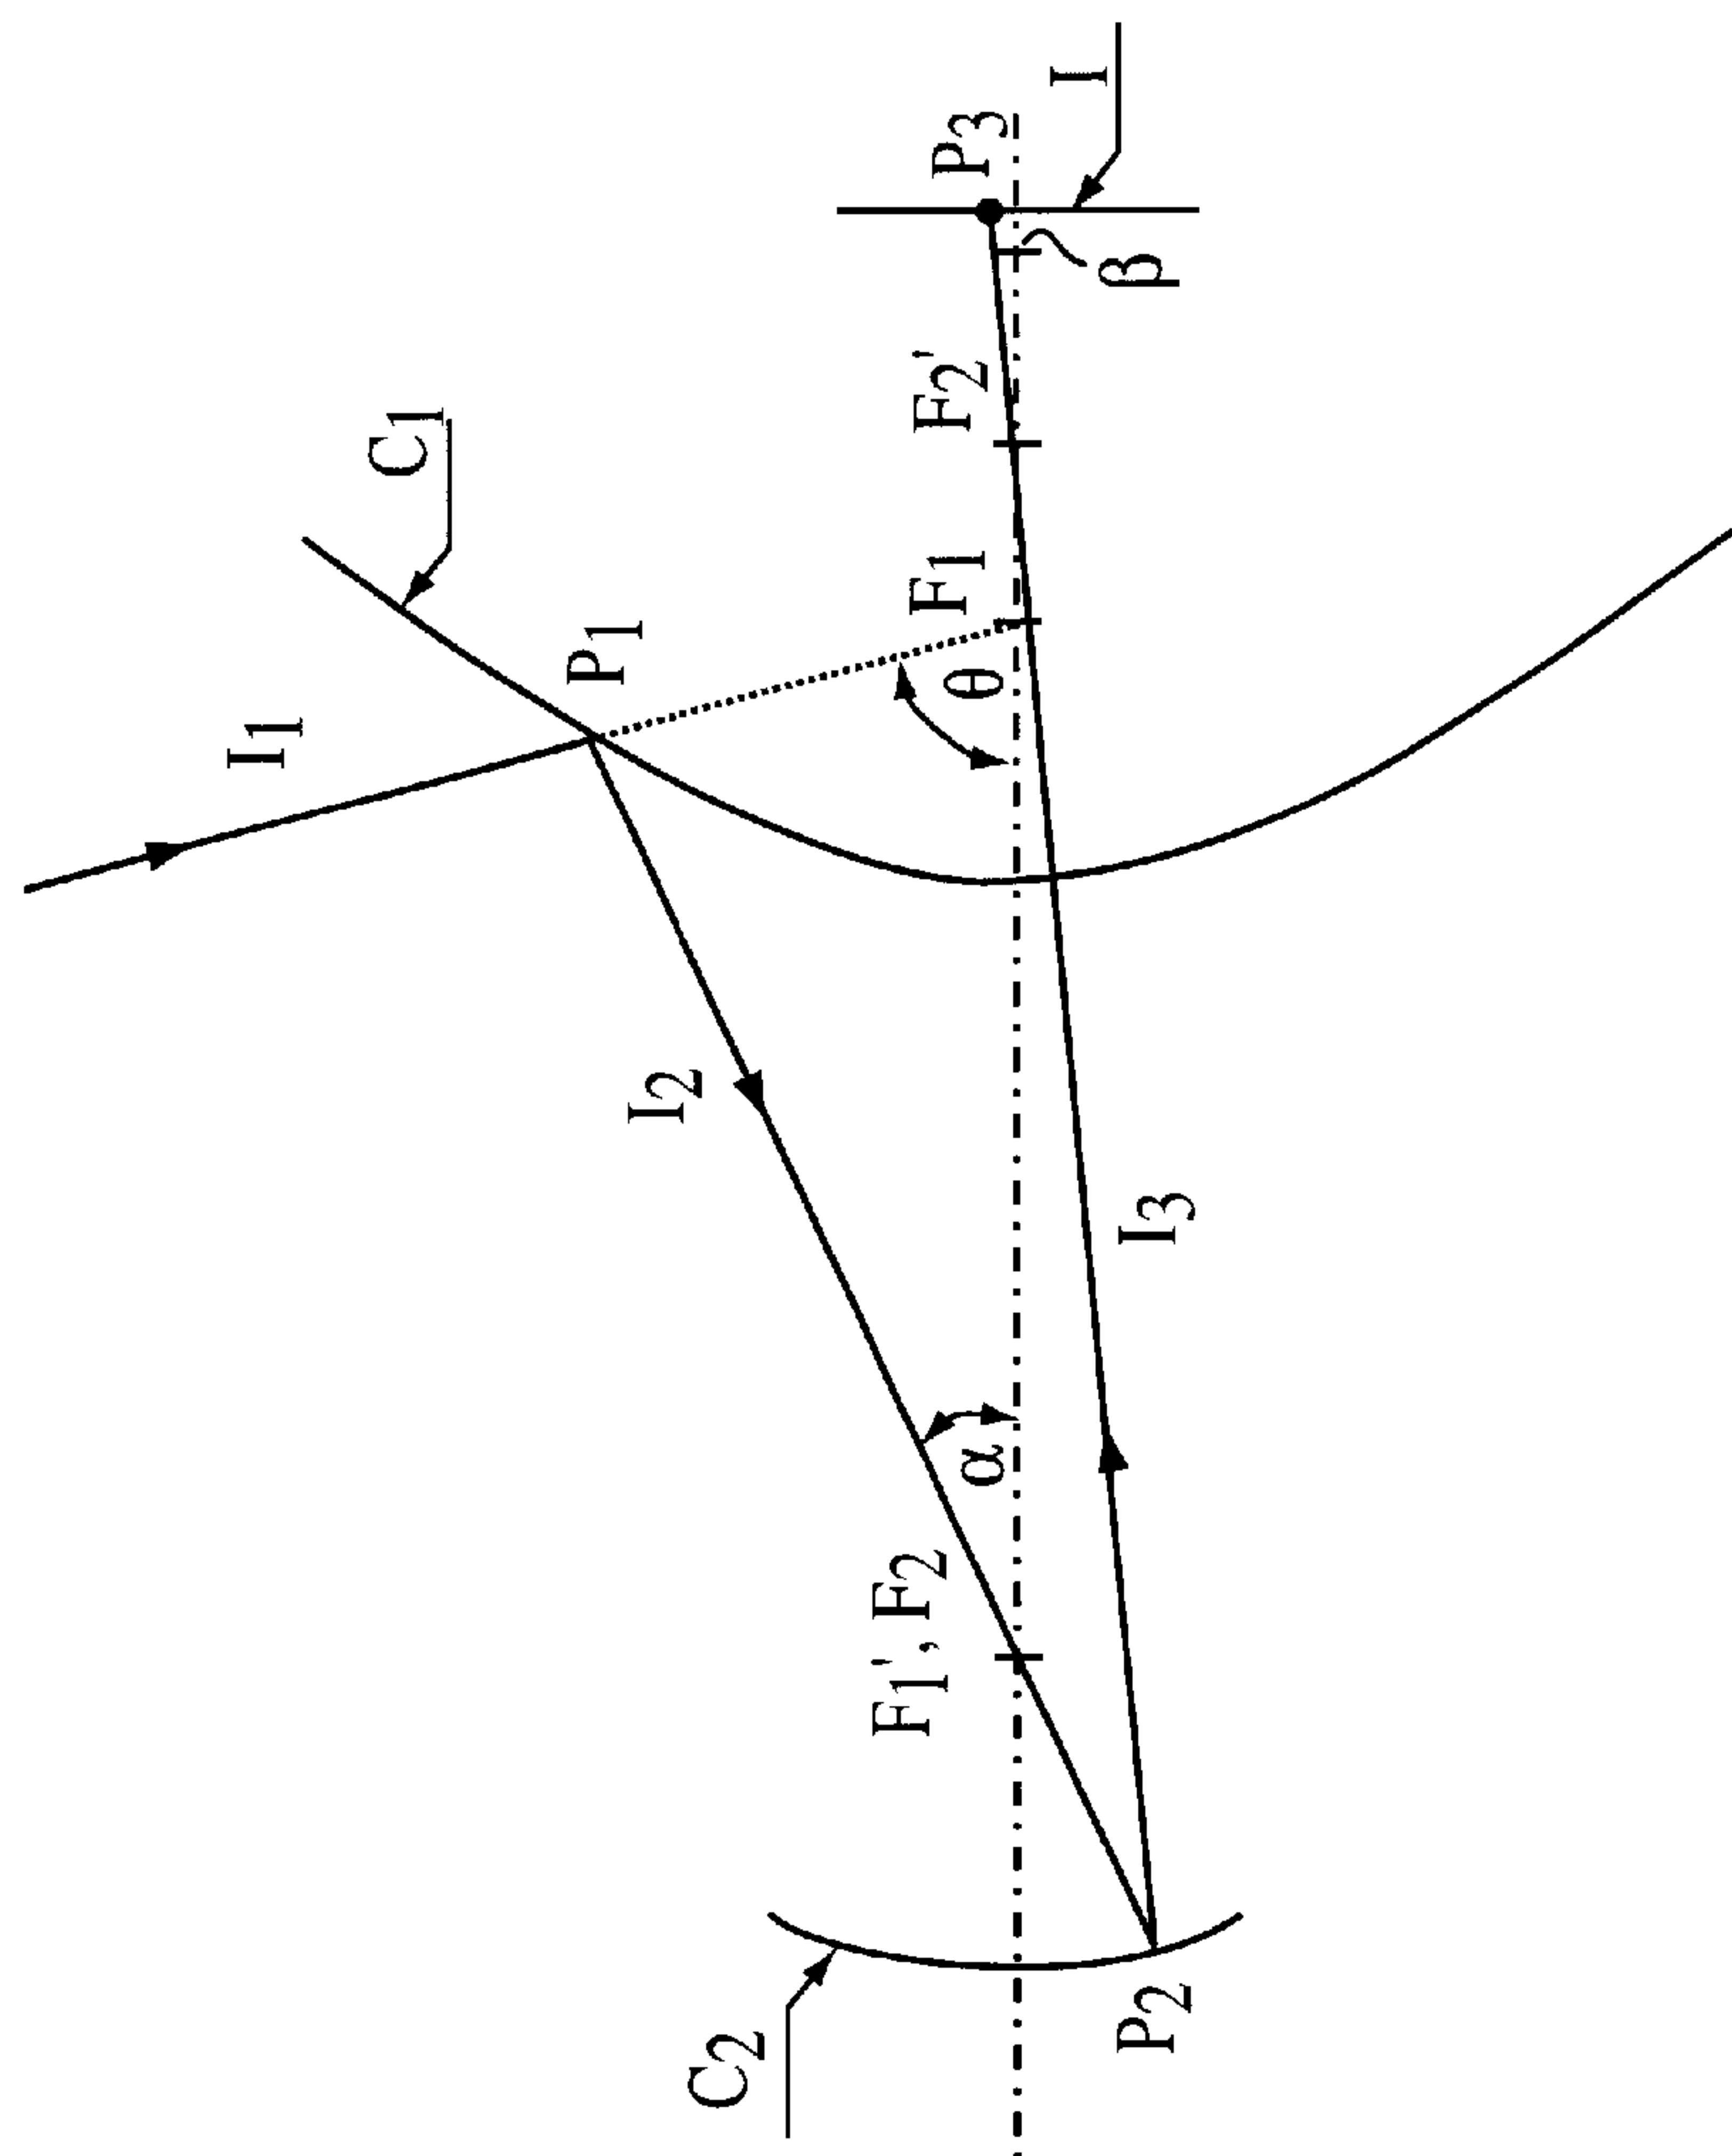 I
P3
β
F2'
C1
F1
P1
θ
I1
I2
I3
α
F1', F2
P2
C2